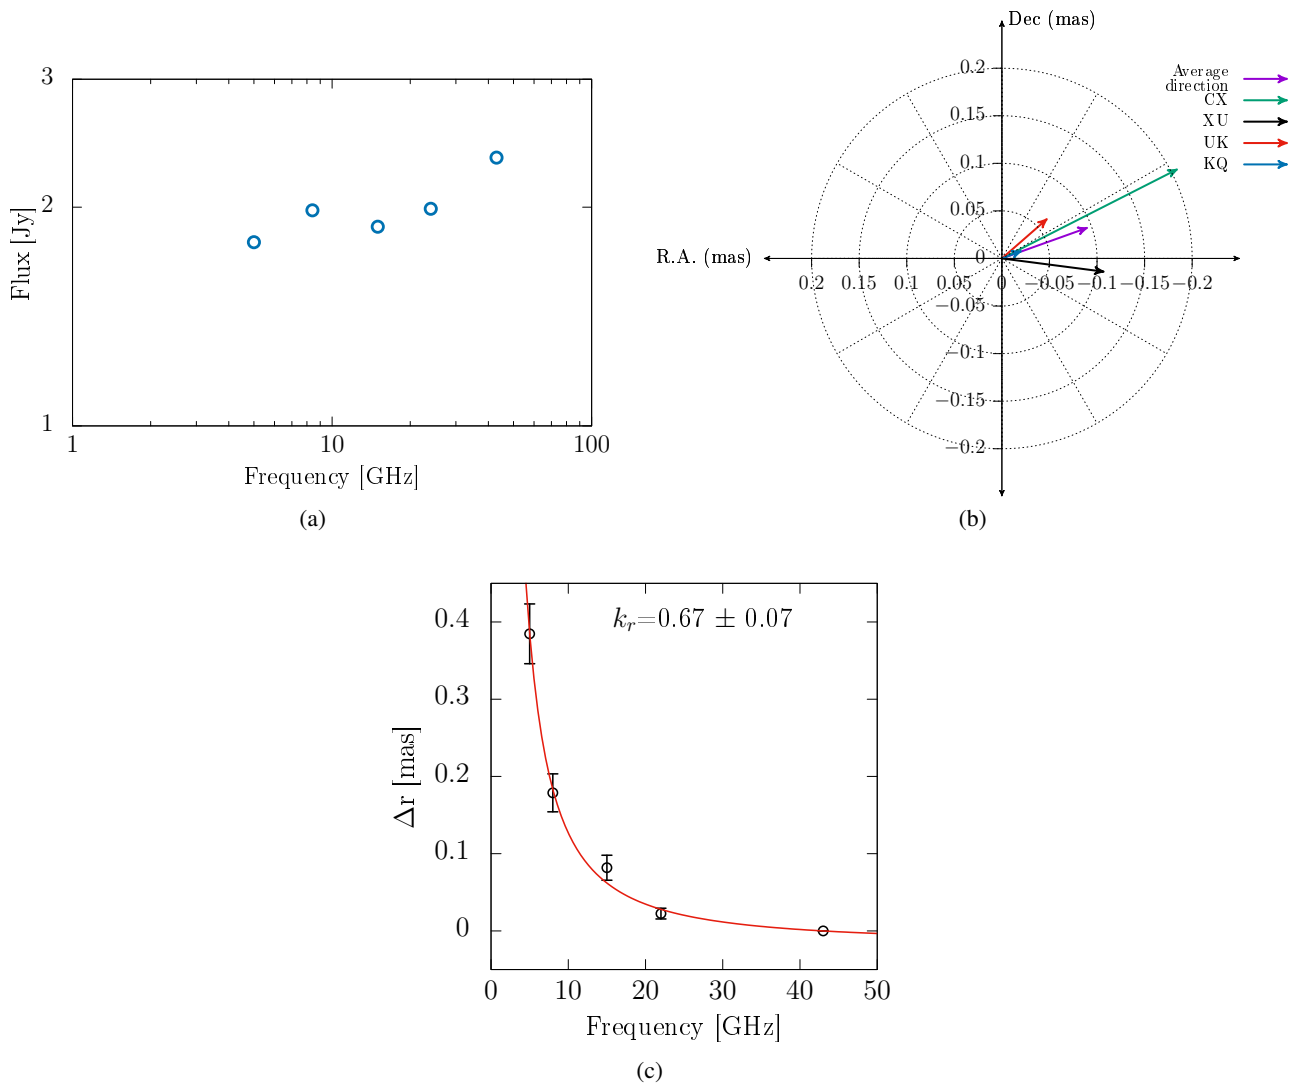 3
2
1
Flux [Jy]
1 10 100
Frequency [GHz]
(a)
Dec (mas)
Average
direction
CX
XU
UK
KQ
0.2
0.15
0.1
0.05
0
R.A. (mas)
0.2 0.15 0.1 0.05 0 −0.05 −0.1 −0.15 −0.2
−0.05
−0.1
−0.15
−0.2
(b)
k_r=0.67 ± 0.07
0.4
0.3
0.2
0.1
0
Δr [mas]
0 10 20 30 40 50
Frequency [GHz]
(c)